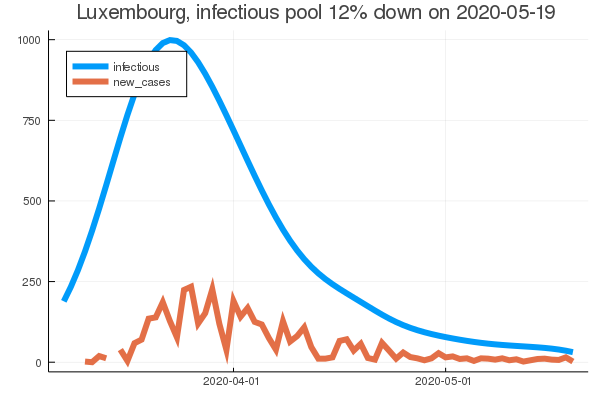 Luxembourg, infectious pool 12% down on 2020-05-19
1000
infectious
new_cases
750
500
250
0
2020-04-01 2020-05-01